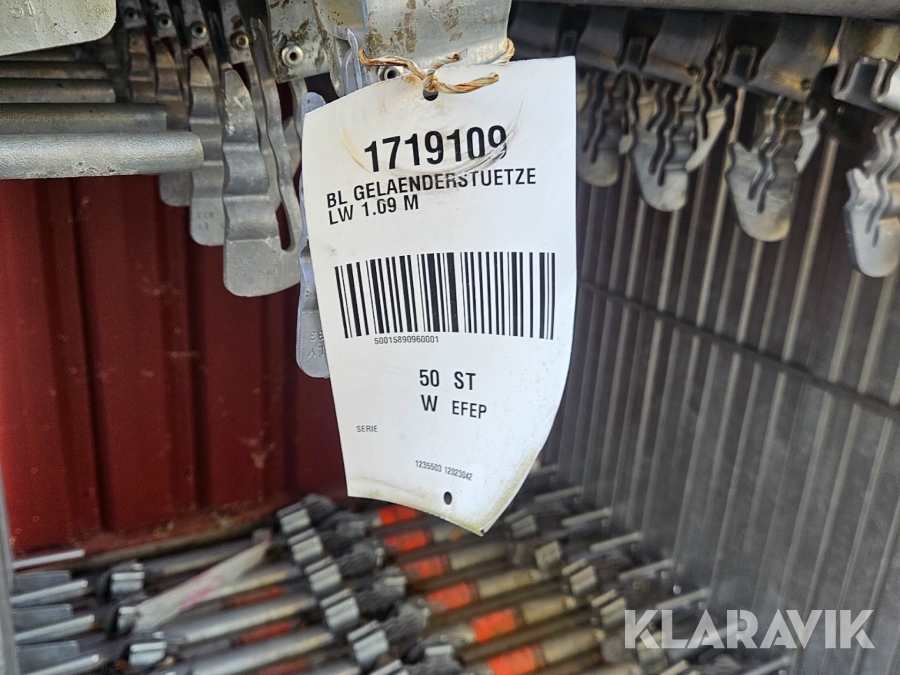 1719109
BL GELAENDERSTUETZE
LW 1.09 M
50015890960001
50 ST
W EFEP
SERIE
1235503 12023042
KLARAVIK